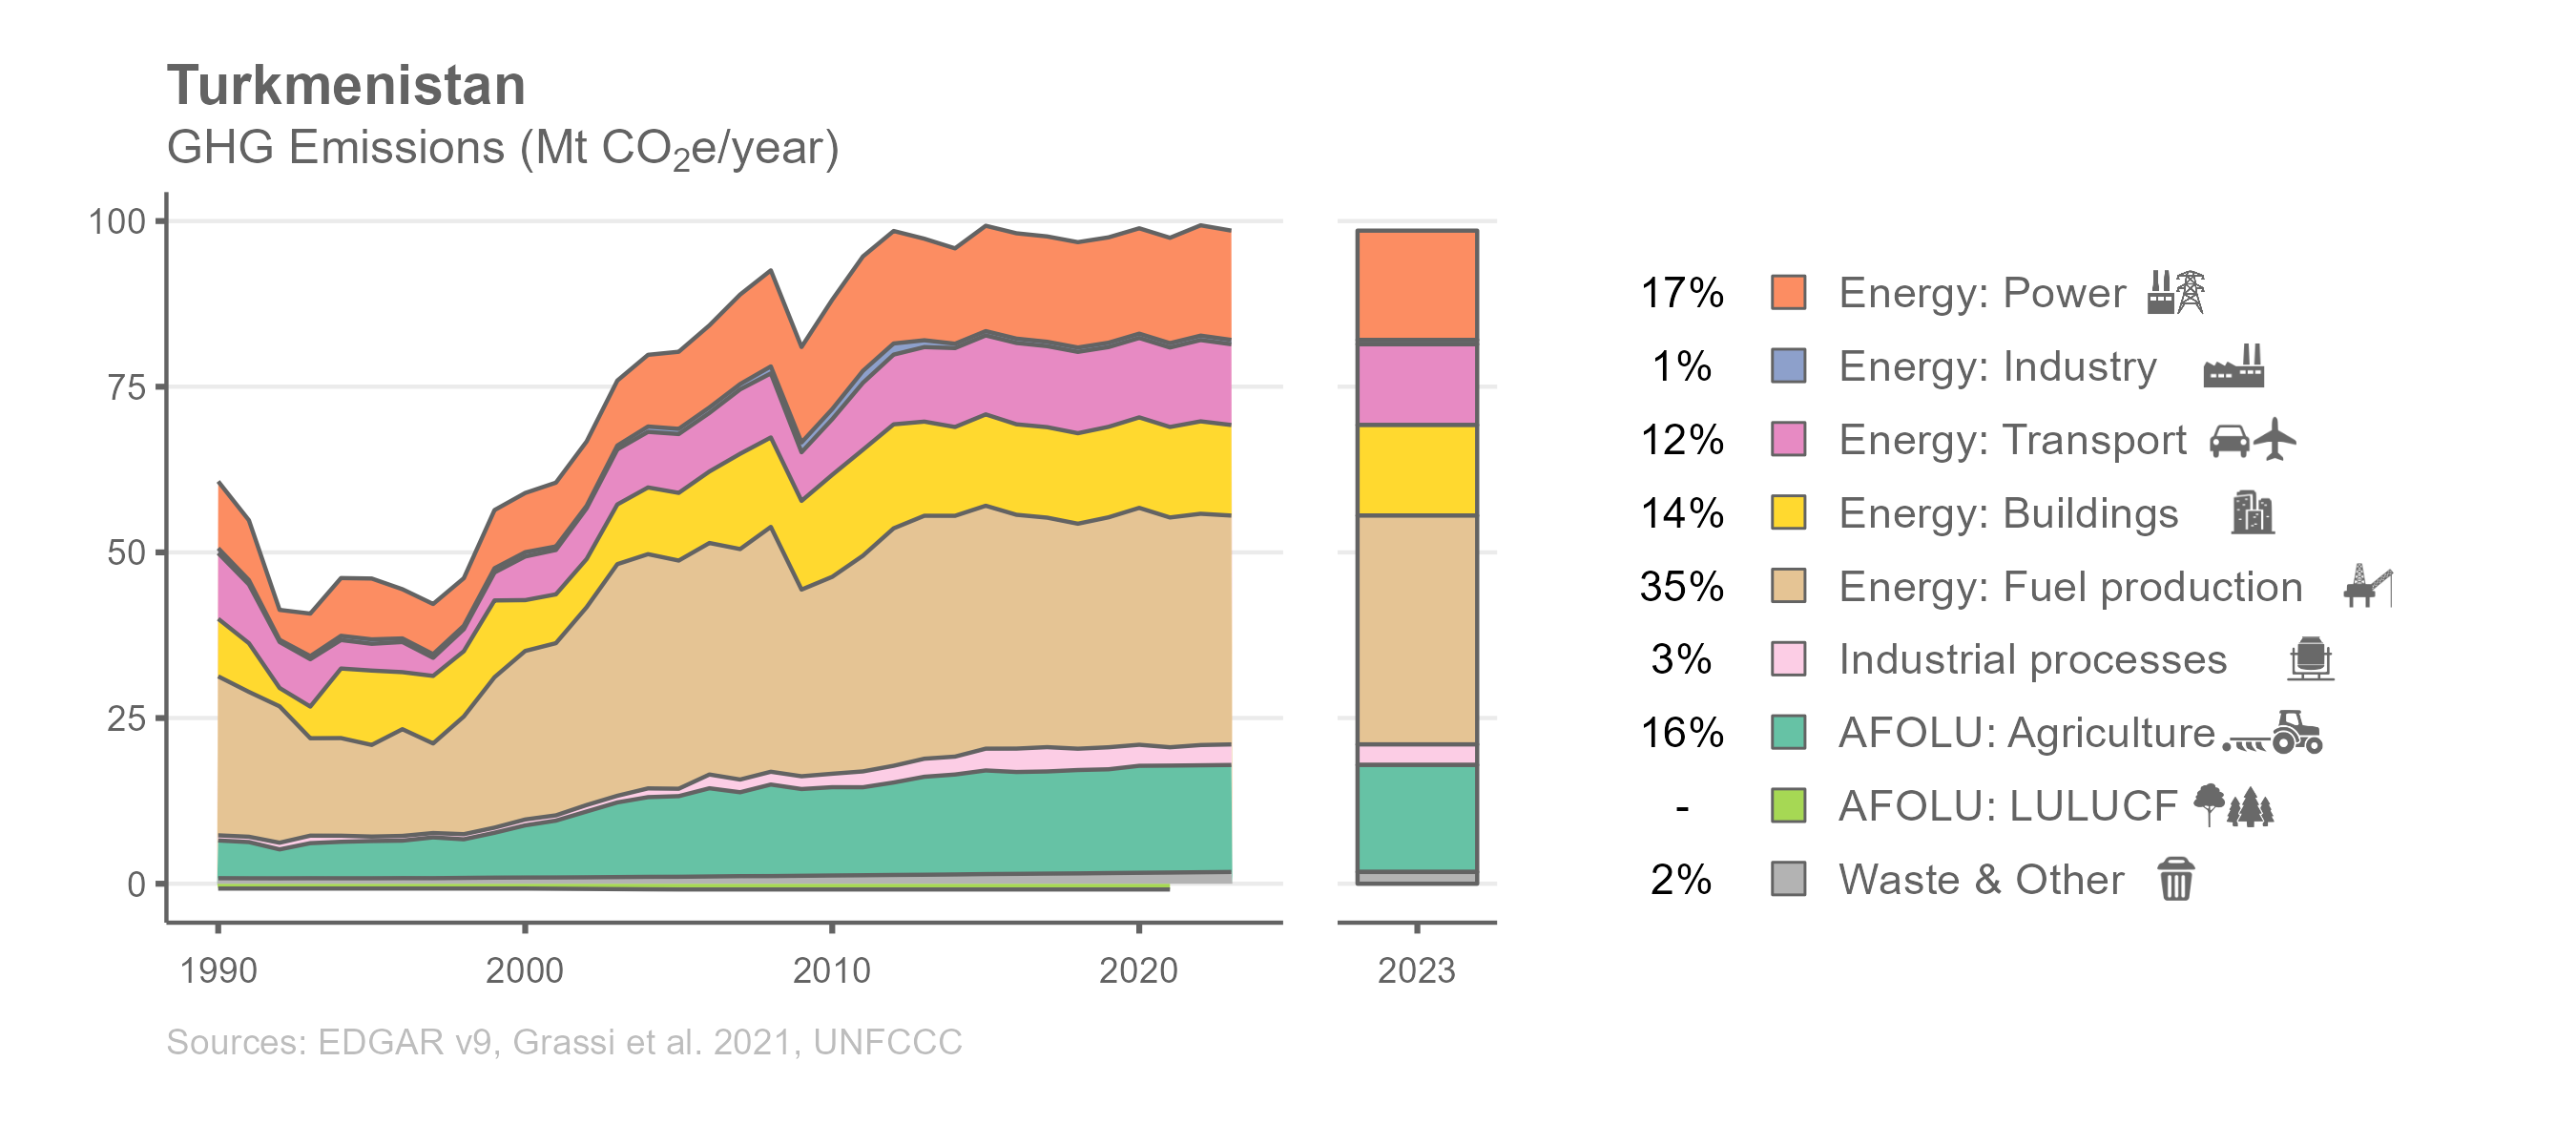 Turkmenistan
GHG Emissions (Mt CO₂e/year)
100
75
50
25
0
1990 2000 2010 2020 2023
17% Energy: Power
1% Energy: Industry
12% Energy: Transport
14% Energy: Buildings
35% Energy: Fuel production
3% Industrial processes
16% AFOLU: Agriculture
- AFOLU: LULUCF
2% Waste & Other
Sources: EDGAR v9, Grassi et al. 2021, UNFCCC